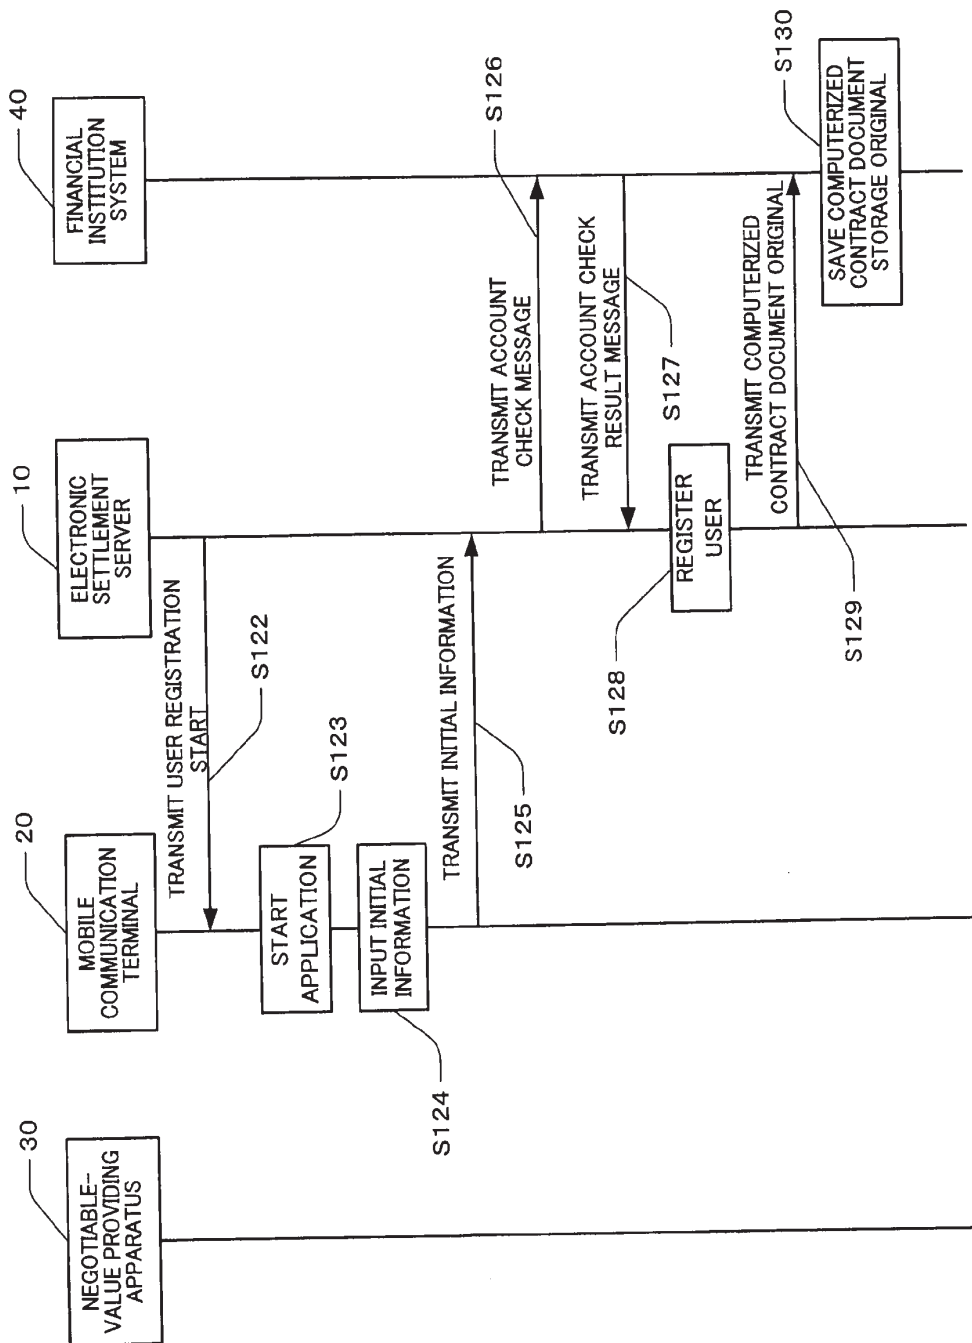 30
NEGOTIABLE-
VALUE PROVIDING
APPARATUS
20
MOBILE
COMMUNICATION
TERMINAL
10
ELECTRONIC
SETTLEMENT
SERVER
40
FINANCIAL
INSTITUTION
SYSTEM
TRANSMIT USER REGISTRATION
START
S122
START
APPLICATION
S123
INPUT INITIAL
INFORMATION
S124
TRANSMIT INITIAL INFORMATION
S125
TRANSMIT ACCOUNT
CHECK MESSAGE
S126
TRANSMIT ACCOUNT CHECK
RESULT MESSAGE
S127
REGISTER
USER
S128
TRANSMIT COMPUTERIZED
CONTRACT DOCUMENT ORIGINAL
S129
SAVE COMPUTERIZED
CONTRACT DOCUMENT
STORAGE ORIGINAL
S130